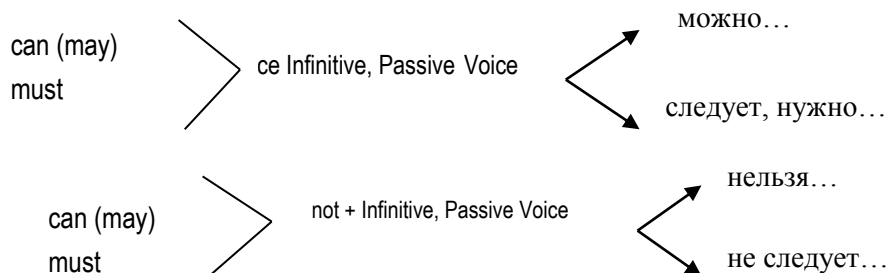 можно…
can (may)
ce Infinitive, Passive Voice
must
следует, нужно…
нельзя…
can (may)
not + Infinitive, Passive Voice
must
не следует…